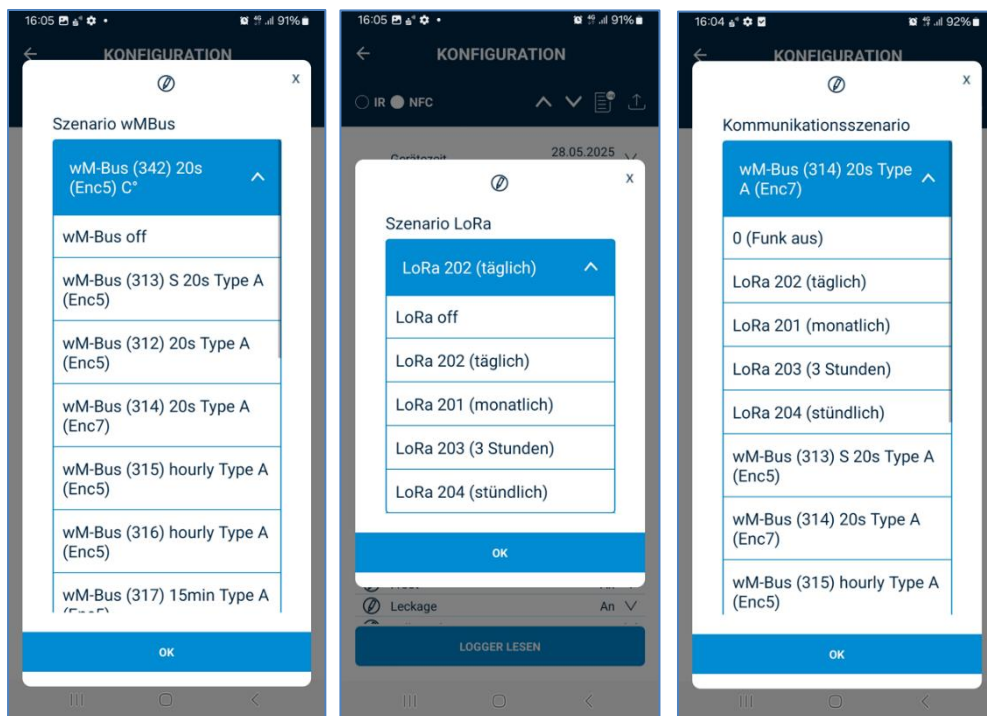 16:05
91%
KONFIGURATION
X
Szenario wMBus
wM-Bus (342) 20s
(Enc5) C°
wM-Bus off
wM-Bus (313) S 20s Type A
(Enc5)
wM-Bus (312) 20s Type A
(Enc5)
wM-Bus (314) 20s Type A
(Enc7)
wM-Bus (315) hourly Type A
(Enc5)
wM-Bus (316) hourly Type A
(Enc5)
wM-Bus (317) 15min Type A
(Enc5)
OK
16:05
91%
KONFIGURATION
IR NFC
Gerätezeit
28.05.2025
X
Szenario LoRa
LoRa 202 (täglich)
LoRa off
LoRa 202 (täglich)
LoRa 201 (monatlich)
LoRa 203 (3 Stunden)
LoRa 204 (stündlich)
OK
Leckage An
LOGGER LESEN
16:04
92%
KONFIGURATION
X
Kommunikationsszenario
wM-Bus (314) 20s Type
A (Enc7)
0 (Funk aus)
LoRa 202 (täglich)
LoRa 201 (monatlich)
LoRa 203 (3 Stunden)
LoRa 204 (stündlich)
wM-Bus (313) S 20s Type A
(Enc5)
wM-Bus (314) 20s Type A
(Enc7)
wM-Bus (315) hourly Type A
(Enc5)
OK